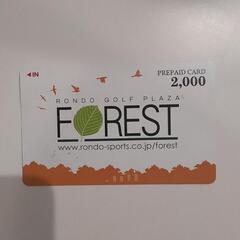 ◀IN
PREPAID CARD
2,000
RONDO GOLF PLAZA
FOREST
www.rondo-sports.co.jp/forest